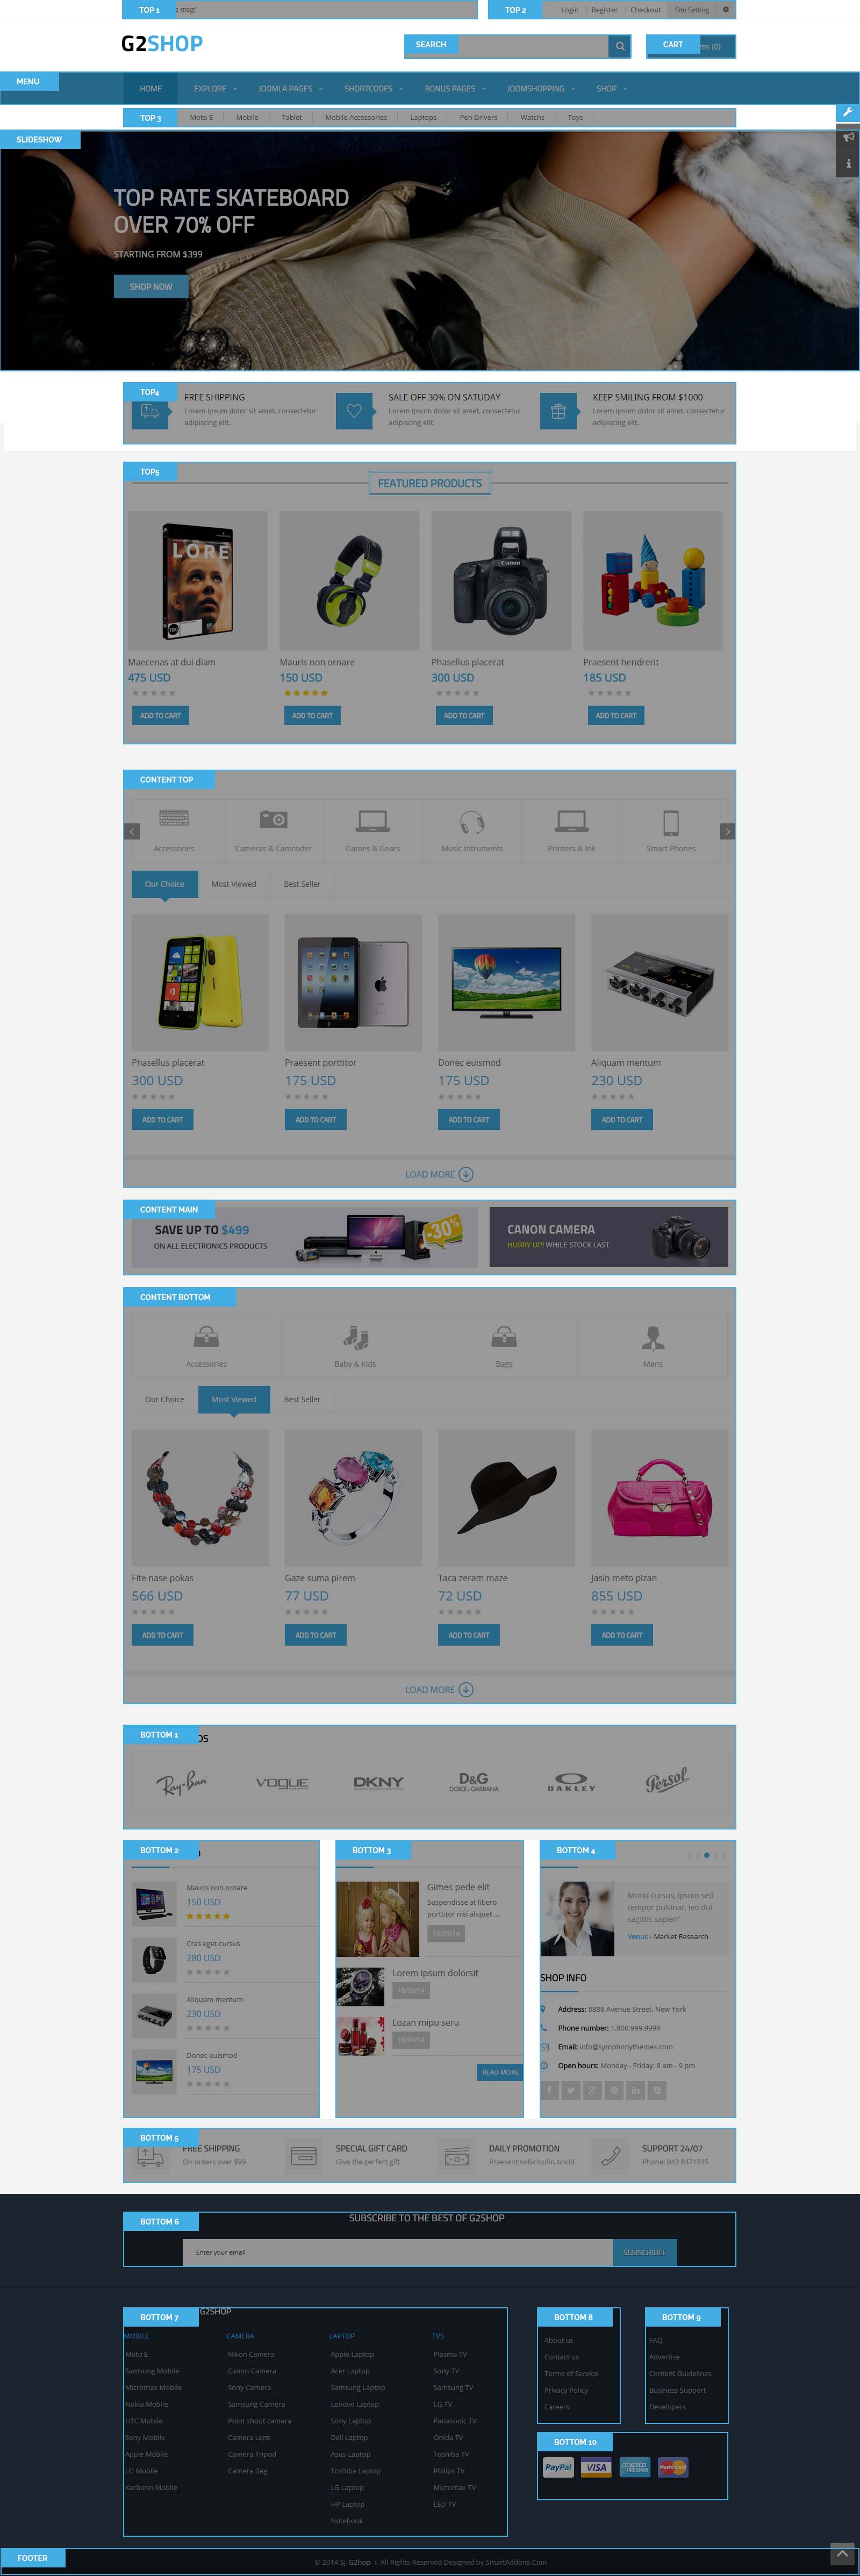 TOP 1
msg!
TOP 2
Login
Register
Checkout
Site Setting
G2SHOP
SEARCH
CART
ms (0)
MENU
HOME
EXPLORE
JOOMLA PAGES
SHORTCODES
BONUS PAGES
JOOMSHOPPING
SHOP
TOP 3
Moto E
Mobile
Tablet
Mobile Accessories
Laptops
Pen Drivers
Watchs
Toys
SLIDESHOW
TOP RATE SKATEBOARD
OVER 70% OFF
STARTING FROM $399
SHOP NOW
TOP4
FREE SHIPPING
Lorem ipsum dolor sit amet, consectetur
adipiscing elit.
SALE OFF 30% ON SATUDAY
Lorem ipsum dolor sit amet, consectetur
adipiscing elit.
KEEP SMILING FROM $1000
Lorem ipsum dolor sit amet, consectetur
adipiscing elit.
TOP5
FEATURED PRODUCTS
LORE
Canon
Maecenas at dui diam
475 USD
ADD TO CART
Mauris non ornare
150 USD
ADD TO CART
Phasellus placerat
300 USD
ADD TO CART
Praesent hendrerit
185 USD
ADD TO CART
CONTENT TOP
Accessories
Cameras & Camcoder
Games & Gears
Music Intruments
Printers & Ink
Smart Phones
Our Choice
Most Viewed
Best Seller
Phasellus placerat
300 USD
ADD TO CART
Praesent porttitor
175 USD
ADD TO CART
Donec euismod
175 USD
ADD TO CART
Aliquam mentum
230 USD
ADD TO CART
LOAD MORE
CONTENT MAIN
SAVE UP TO $499
ON ALL ELECTRONICS PRODUCTS
-30%
CANON CAMERA
HURRY UP! WHILE STOCK LAST
CONTENT BOTTOM
Accessories
Baby & Kids
Bags
Mens
Our Choice
Most Viewed
Best Seller
Fite nase pokas
566 USD
ADD TO CART
Gaze suma pirem
77 USD
ADD TO CART
Taca zeram maze
72 USD
ADD TO CART
Jasin meto pizan
855 USD
ADD TO CART
LOAD MORE
BOTTOM 1
DS
Ray-Ban
VOGUE
DKNY
D&G
DOLCE & GABBANA
OAKLEY
Persol
BOTTOM 2
Mauris non ornare
150 USD
Cras eget cursus
280 USD
Aliquam mentum
230 USD
Donec euismod
175 USD
BOTTOM 3
Gimes pede elit
Suspendisse at libero
porttitor nisi aliquet ...
18/09/14
Lorem ipsum dolorsit
18/09/14
Lozan mipu seru
18/09/14
READ MORE
BOTTOM 4
Morbi cursus, ipsum sed
tempor pulvinar, leo dui
sagittis sapien"
Venus - Market Research
SHOP INFO
Address: 8888 Avenue Street, New York
Phone number: 1.800.999.9999
Email: info@symphonythemes.com
Open hours: Monday - Friday: 8 am - 9 pm
BOTTOM 5
FREE SHIPPING
On orders over $99
SPECIAL GIFT CARD
Give the perfect gift
DAILY PROMOTION
Praesent sollicitudin tincid
SUPPORT 24/07
Phone: 043 8471535
BOTTOM 6
SUBSCRIBE TO THE BEST OF G2SHOP
Enter your email
SUBSCRIBLE
BOTTOM 7
G2SHOP
MOBILE
Moto E
Samsung Mobile
Micromax Mobile
Nokia Mobile
HTC Mobile
Sony Mobile
Apple Mobile
LG Mobile
Karbonn Mobile
CAMERA
Nikon Camera
Canon Camera
Sony Camera
Samsung Camera
Point shoot camera
Camera Lens
Camera Tripod
Camera Bag
LAPTOP
Apple Laptop
Acer Laptop
Samsung Laptop
Lenovo Laptop
Sony Laptop
Dell Laptop
Asus Laptop
Toshiba Laptop
LG Laptop
HP Laptop
Notebook
TVS
Plasma TV
Sony TV
Samsung TV
LG TV
Panasonic TV
Onida TV
Toshiba TV
Philips TV
Micromax TV
LED TV
BOTTOM 8
About us
Contact us
Terms of Service
Privacy Policy
Careers
BOTTOM 9
FAQ
Advertise
Content Guidelines
Business Support
Developers
BOTTOM 10
PayPal
VISA
AMERICAN EXPRESS
MasterCard
FOOTER
© 2014 Sj G2hop. All Rights Reserved Designed by SmartAddons.Com